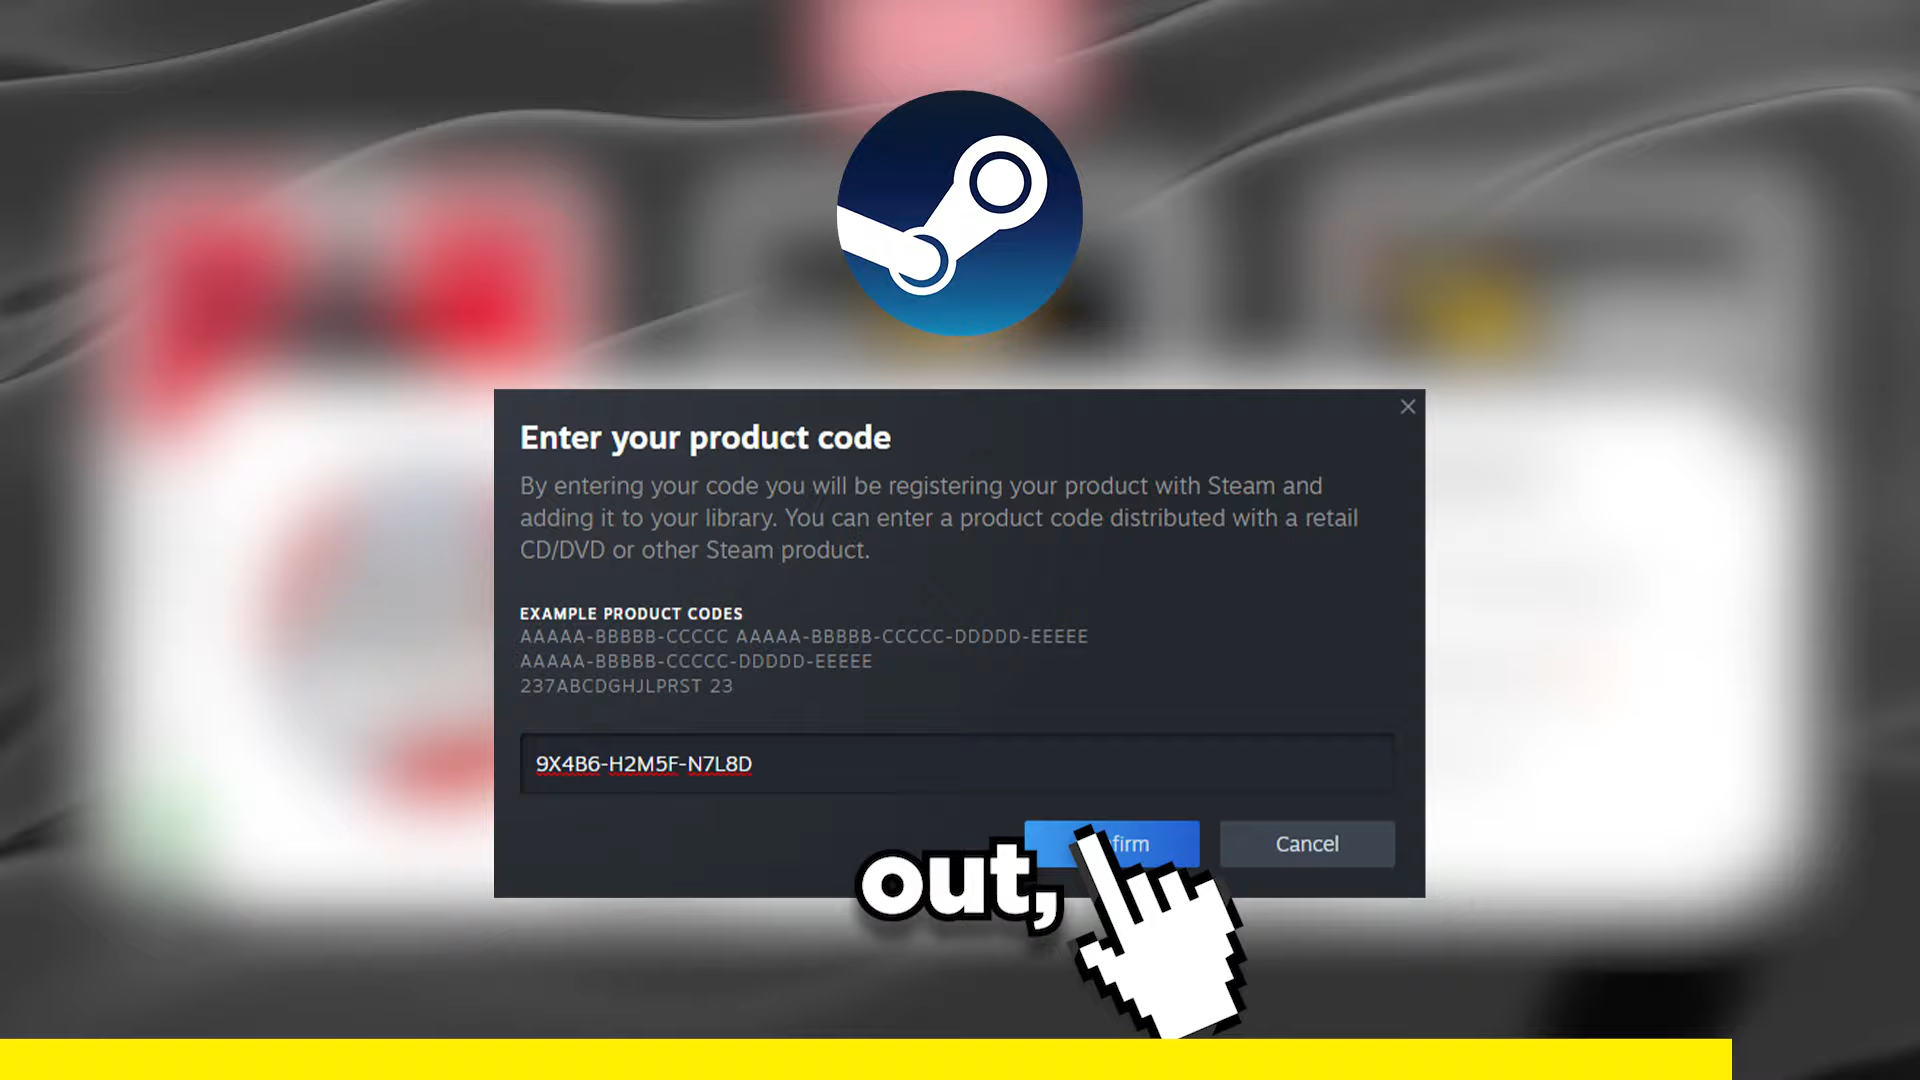 Enter your product code
By entering your code you will be registering your product with Steam and
adding it to your library. You can enter a product code distributed with a retail
CD/DVD or other Steam product.
EXAMPLE PRODUCT CODES
AAAAA-BBBBB-CCCCC AAAAA-BBBBB-CCCCC-DDDDD-EEEEE
AAAAA-BBBBB-CCCCC-DDDDD-EEEEE
237ABCDGHJLPRST 23
9X4B6-H2M5F-N7L8D
firm
Cancel
out,